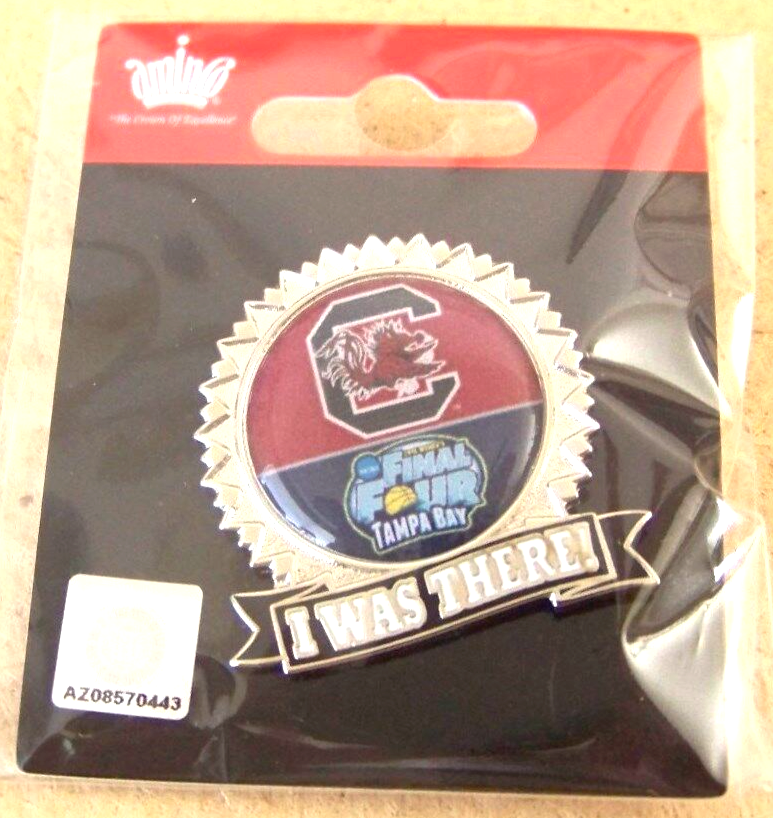 aminco
"The Crown Of Excellence"
C
FINAL
FOUR
TAMPA BAY
I WAS THERE!
AZ08570443